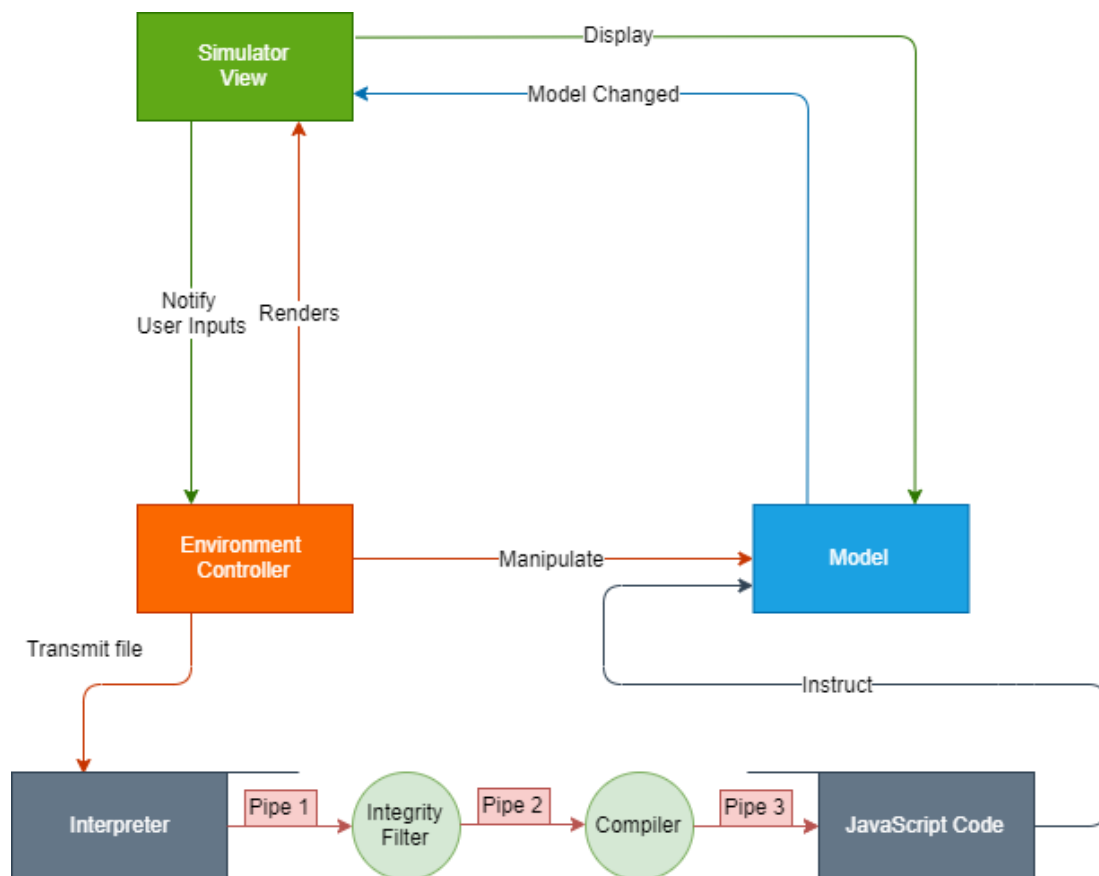 Simulator
View
Display
Model Changed
Notify
User Inputs
Renders
Environment
Controller
Manipulate
Model
Transmit file
Instruct
Interpreter
Pipe 1
Integrity
Filter
Pipe 2
Compiler
Pipe 3
JavaScript Code